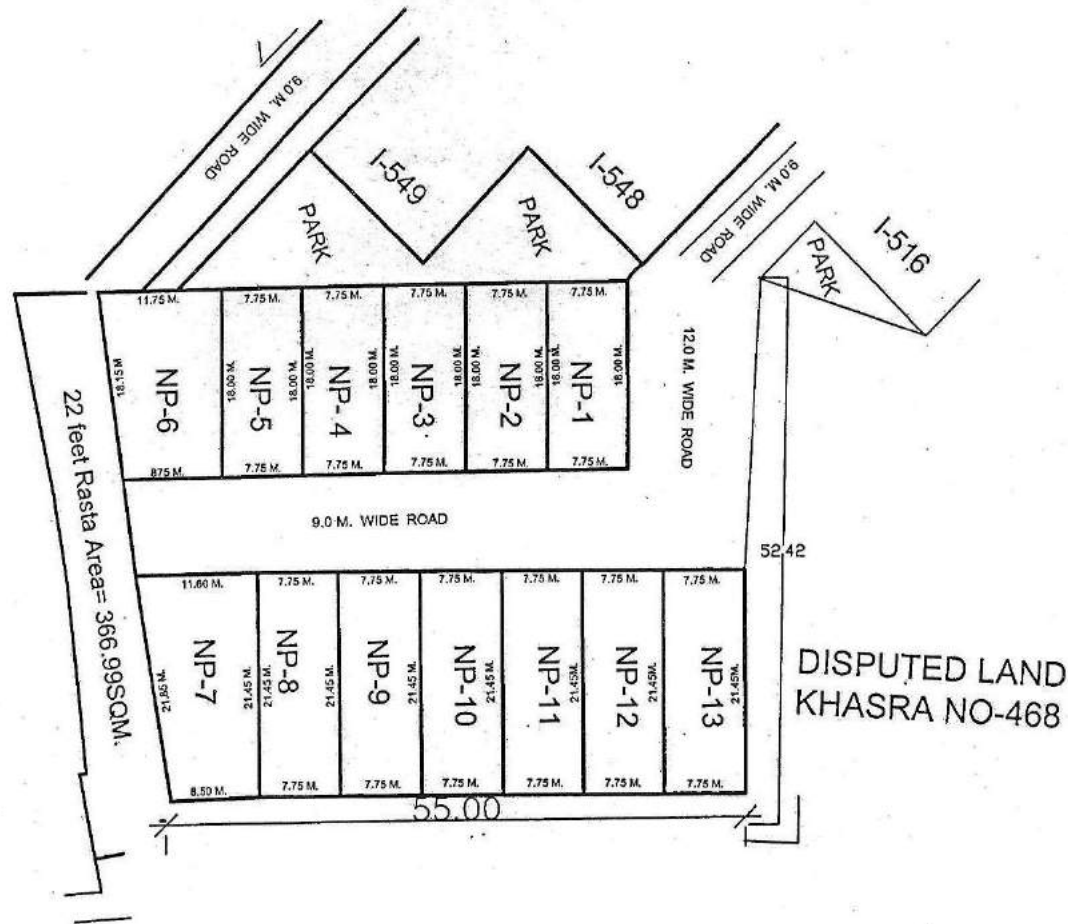 9.0 M. WIDE ROAD
I-549
I-548
PARK
PARK
9.0 M. WIDE ROAD
I-516
PARK
11.75 M.
7.75 M.
7.75 M.
7.75 M.
7.75 M.
7.75 M.
18.15 M
NP-6
18.00 M.
NP-5
18.00 M.
NP-4
18.00 M.
18.00 M.
NP-3
18.00 M.
18.00 M.
NP-2
18.00 M.
18.00 M.
NP-1
18.00 M.
12.0 M. WIDE ROAD
875 M.
7.75 M.
7.75 M.
7.75 M.
7.75 M.
7.75 M.
22 feet Rasta Area= 366.99SQM.
9.0 M. WIDE ROAD
52.42
11.60 M.
7.75 M.
7.75 M.
7.75 M.
7.75 M.
7.75 M.
7.75 M.
NP-7
21.45 M.
21.45 M.
NP-8
NP-9
21.45 M.
NP-10
21.45 M.
NP-11
21.45M.
NP-12
21.45M.
NP-13
21.45M.
8.50 M.
7.75 M.
7.75 M.
7.75 M.
7.75 M.
7.75 M.
7.75 M.
55.00
DISPUTED LAND
KHASRA NO-468